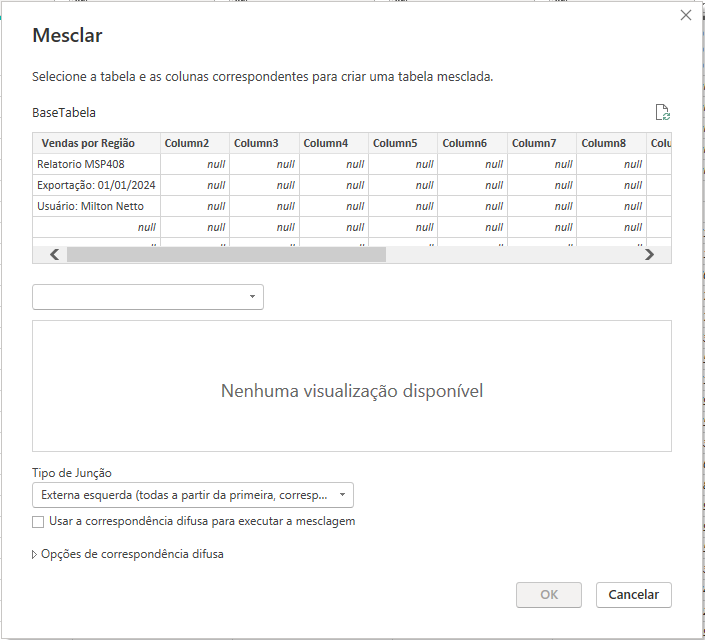 Mesclar
Selecione a tabela e as colunas correspondentes para criar uma tabela mesclada.
BaseTabela
Vendas por Região Column2 Column3 Column4 Column5 Column6 Column7 Column8
Relatorio MSP408 null null null null null null null
Exportação: 01/01/2024 null null null null null null null
Usuário: Milton Netto null null null null null null null
null null null null null null null null
Nenhuma visualização disponível
Tipo de Junção
Externa esquerda (todas a partir da primeira, corresp...
Usar a correspondência difusa para executar a mesclagem
Opções de correspondência difusa
OK Cancelar